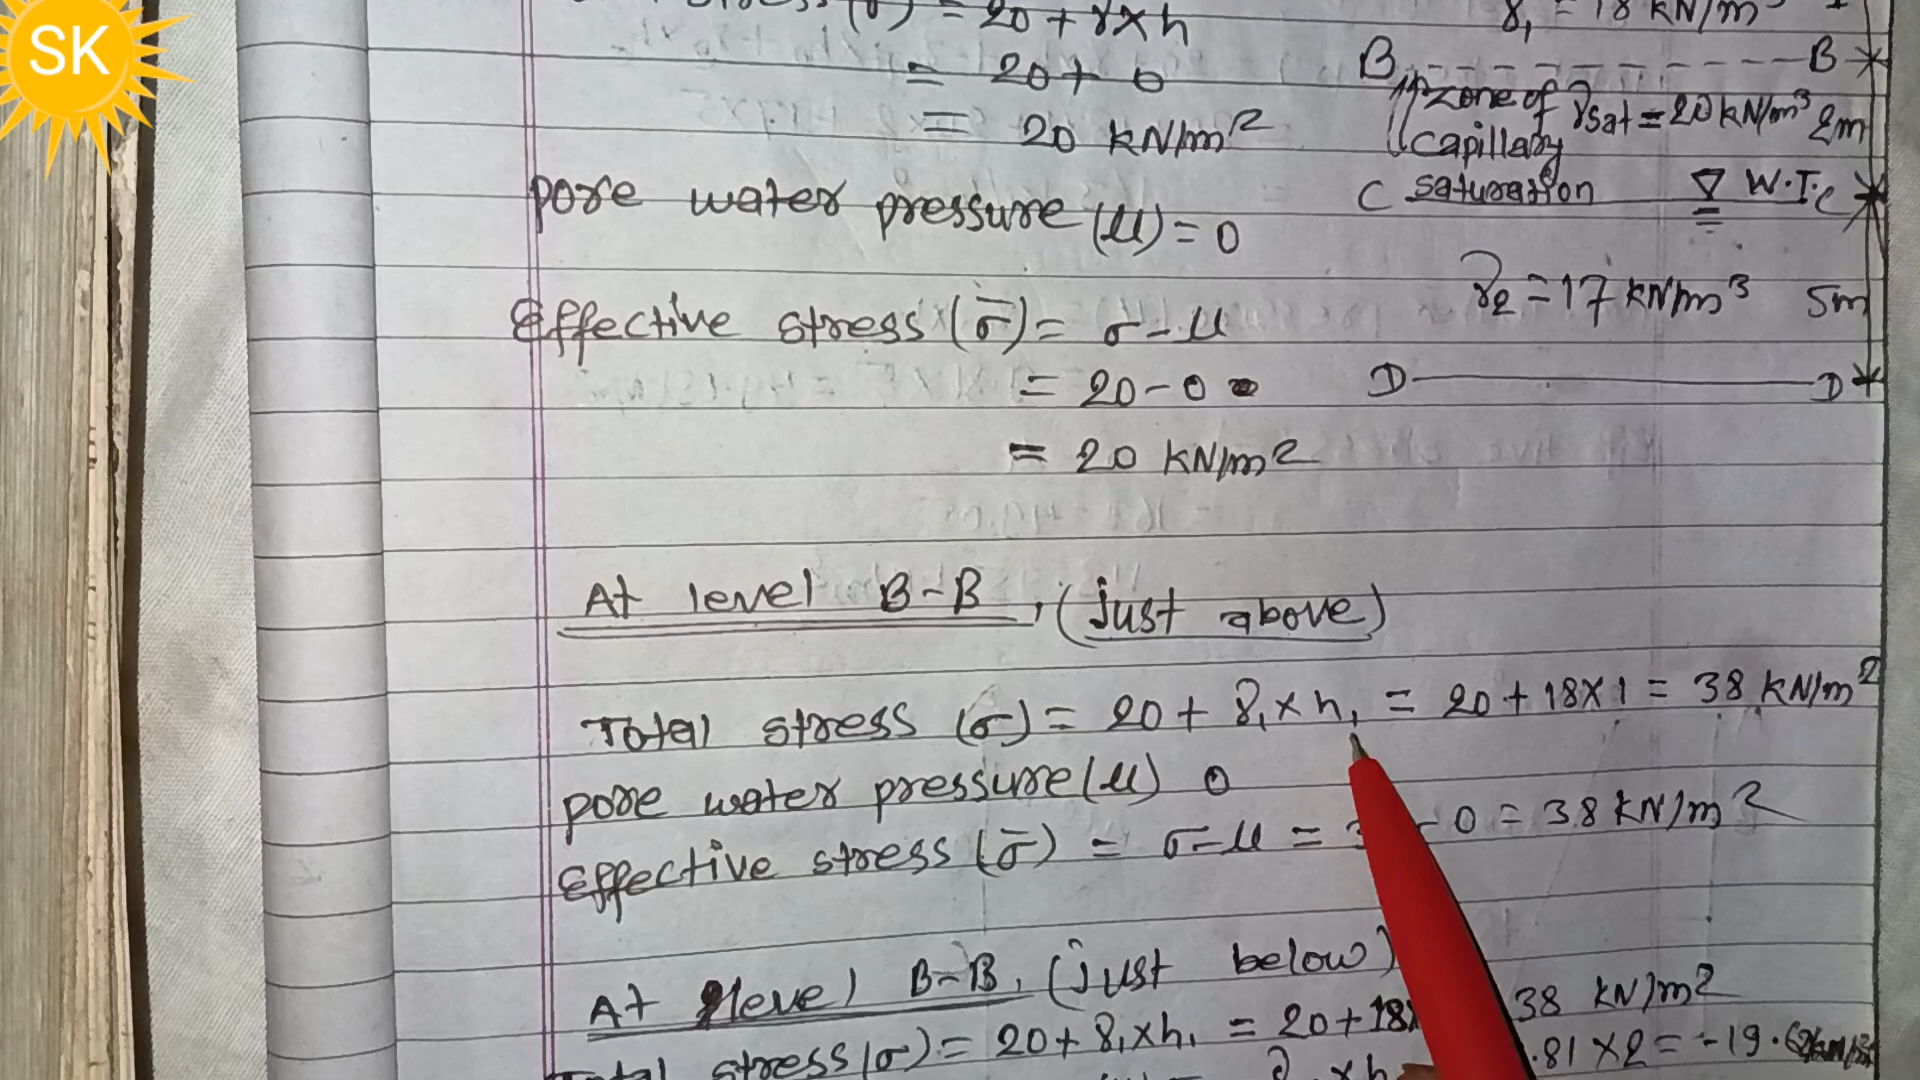 SK
= 20 + γ×h
γ₁ = 18 kN/m³
= 20 + 0
= 20 kN/m²
pore water pressure (u) = 0
Effective stress (σ̄) = σ - u
= 20 - 0
= 20 kN/m²
B B
zone of γsat = 20 kN/m³ 2m
capillary
C saturation W.T. C
γ₂ = 17 kN/m³ 5m
D D
At level B-B, (just above)
Total stress (σ) = 20 + 8₁×h₁ = 20 + 18×1 = 38 kN/m²
pore water pressure (u) 0
Effective stress (σ̄) = σ-u = - 0 = 38 kN/m²
At level B-B, (just below)
Total stress (σ) = 20 + 8₁×h₁ = 20 + 18× 38 kN/m²
.81 × 2 = -19.62